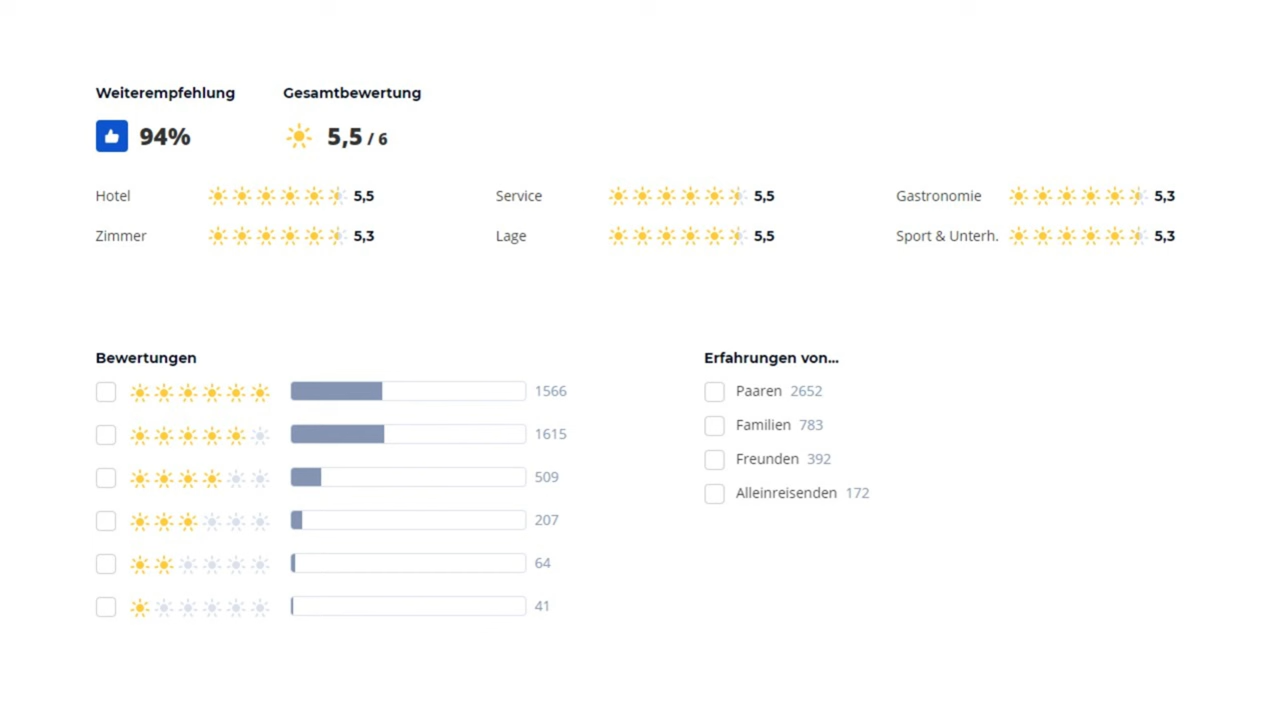 Weiterempfehlung Gesamtbewertung
94% 5,5 / 6
Hotel 5,5 Service 5,5 Gastronomie 5,3
Zimmer 5,3 Lage 5,5 Sport & Unterh. 5,3
Bewertungen
1566
1615
509
207
64
41
Erfahrungen von...
Paaren 2652
Familien 783
Freunden 392
Alleinreisenden 172